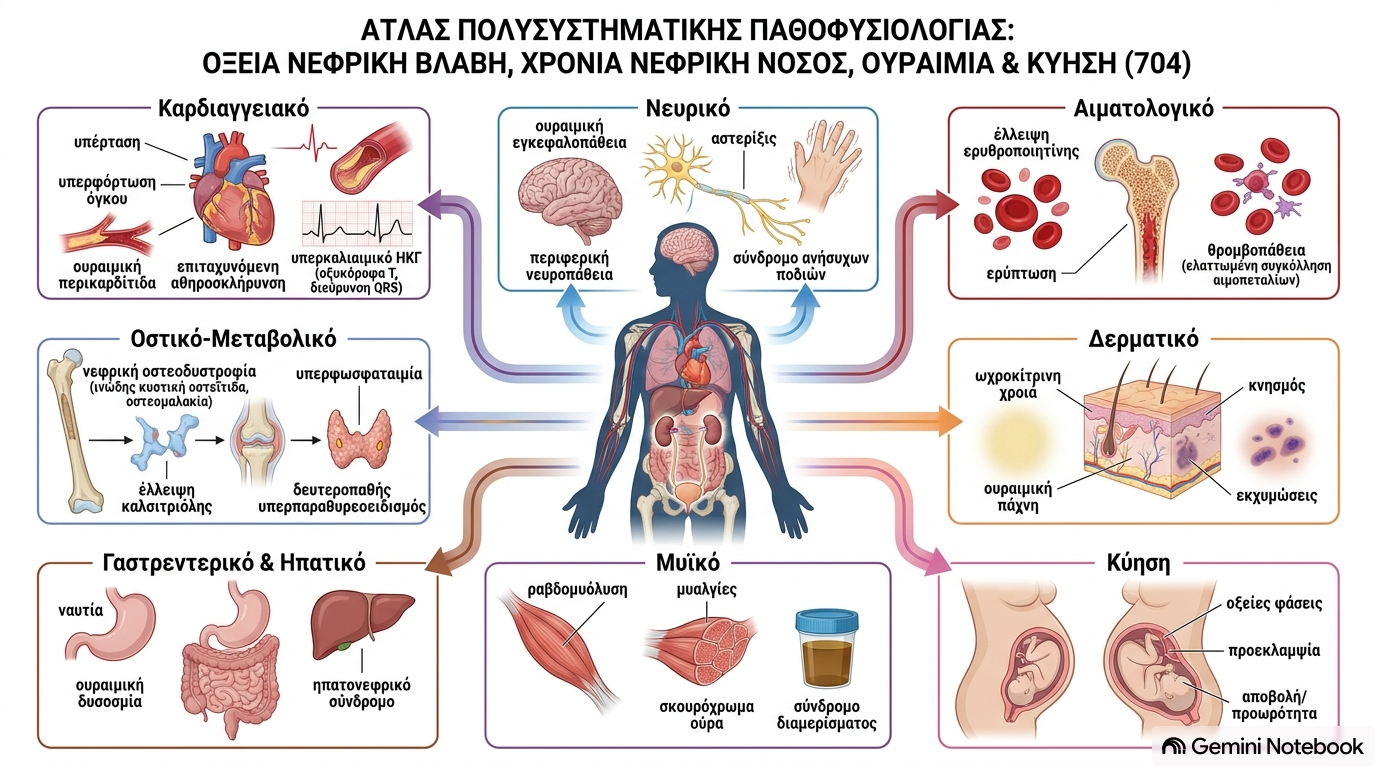 ΑΤΛΑΣ ΠΟΛΥΣΥΣΤΗΜΑΤΙΚΗΣ ΠΑΘΟΦΥΣΙΟΛΟΓΙΑΣ:
ΟΞΕΙΑ ΝΕΦΡΙΚΗ ΒΛΑΒΗ, ΧΡΟΝΙΑ ΝΕΦΡΙΚΗ ΝΟΣΟΣ, ΟΥΡΑΙΜΙΑ & ΚΥΗΣΗ (704)
Καρδιαγγειακό
υπέρταση
υπερφόρτωση
όγκου
ουραιμική
περικαρδίτιδα
επιταχυνόμενη
αθηροσκλήρυνση
υπερκαλιαιμικό ΗΚΓ
(οξυκόρυφα Τ,
διεύρυνση QRS)
Νευρικό
ουραιμική
εγκεφαλοπάθεια
αστερίξις
περιφερική
νευροπάθεια
σύνδρομο ανήσυχων
ποδιών
Αιματολογικό
έλλειψη
ερυθροποιητίνης
ερύπτωση
θρομβοπάθεια
(ελαττωμένη συγκόλληση
αιμοπεταλίων)
Οστικό-Μεταβολικό
νεφρική οστεοδυστροφία
(ινώδης κυστική οστεΐτιδα,
οστεομαλακία)
υπερφωσφαταιμία
έλλειψη
καλσιτριόλης
δευτεροπαθής
υπερπαραθυρεοειδισμός
Δερματικό
ωχροκίτρινη
χροιά
κνησμός
ουραιμική
πάχνη
εκχυμώσεις
Γαστρεντερικό & Ηπατικό
ναυτία
ουραιμική
δυσοσμία
ηπατονεφρικό
σύνδρομο
Μυϊκό
ραβδομυόλυση
μυαλγίες
σκουρόχρωμα
ούρα
σύνδρομο
διαμερίσματος
Κύηση
οξείες φάσεις
προεκλαμψία
αποβολή/
προωρότητα
Gemini Notebook